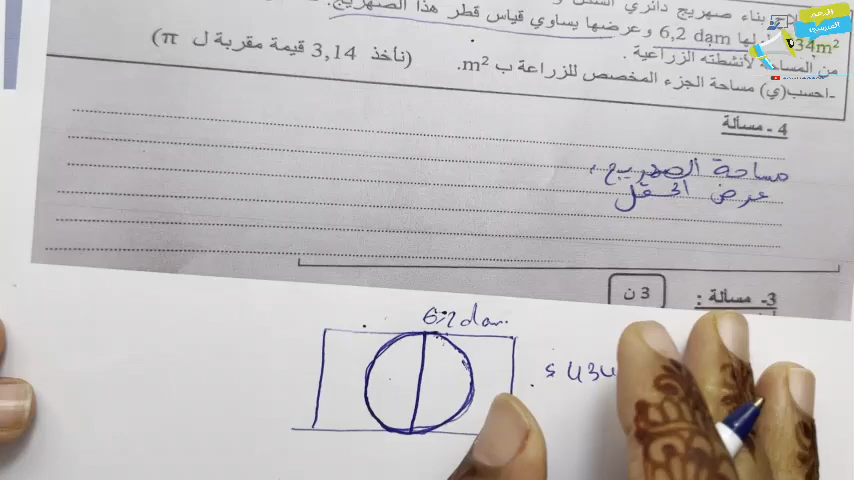 بناء صهريج دائري الشكل و
434m² طولها 6,2 dam وعرضها يساوي قياس قطر هذا الصهريج.
من المساحة لأنشطته الزراعية .
-احسب(ي) مساحة الجزء المخصص للزراعة ب m². (نأخذ 3,14 قيمة مقربة ل π)
4 - مسألة
مساحة الصهريج
عرض الحقل
3- مسألة :
3 ن
6,2 dam
434